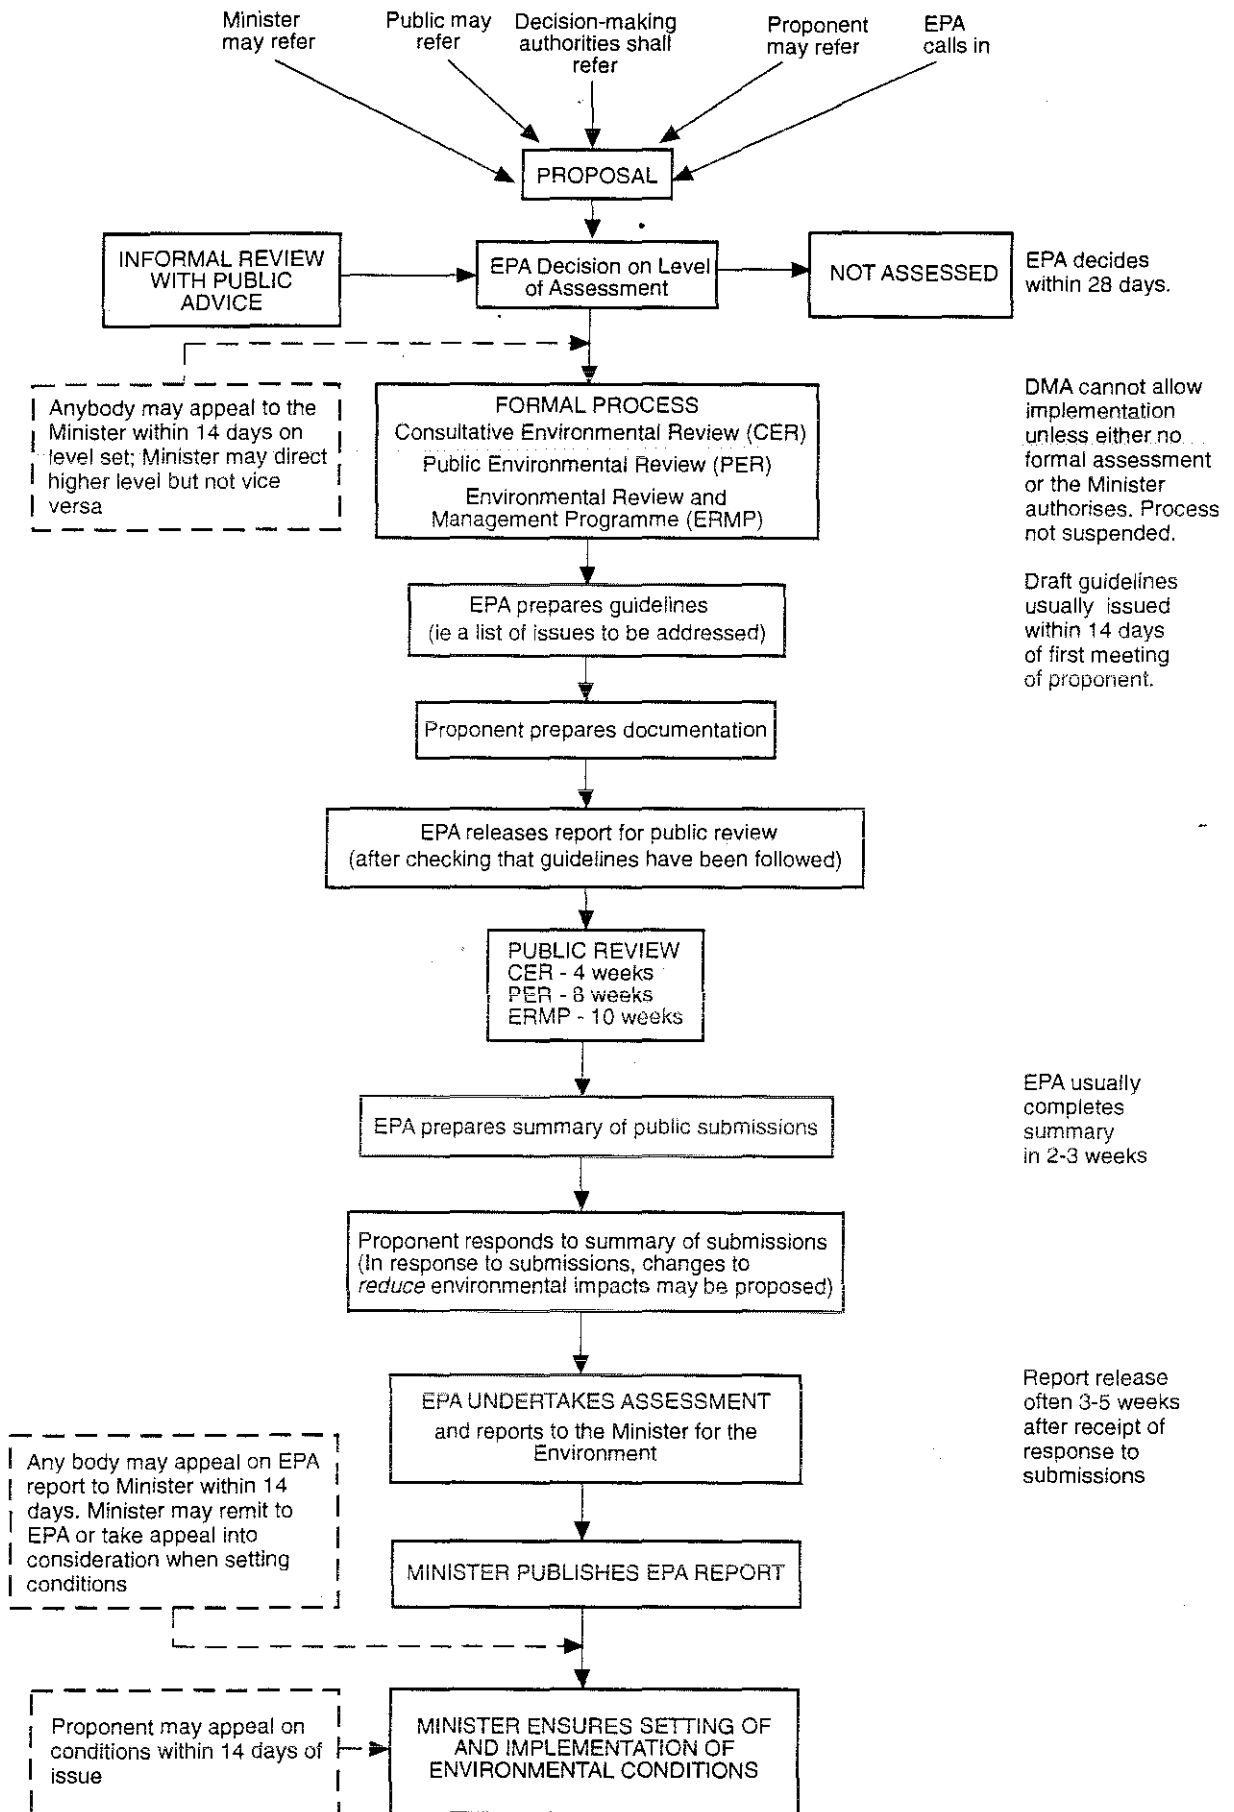 Minister
may refer
Public may
refer
Decision-making
authorities shall
refer
Proponent
may refer
EPA
calls in
PROPOSAL
INFORMAL REVIEW
WITH PUBLIC
ADVICE
EPA Decision on Level
of Assessment
NOT ASSESSED
EPA decides
within 28 days.
Anybody may appeal to the
Minister within 14 days on
level set; Minister may direct
higher level but not vice
versa
FORMAL PROCESS
Consultative Environmental Review (CER)
Public Environmental Review (PER)
Environmental Review and
Management Programme (ERMP)
DMA cannot allow
implementation
unless either no
formal assessment
or the Minister
authorises. Process
not suspended.
EPA prepares guidelines
(ie a list of issues to be addressed)
Draft guidelines
usually issued
within 14 days
of first meeting
of proponent.
Proponent prepares documentation
EPA releases report for public review
(after checking that guidelines have been followed)
PUBLIC REVIEW
CER - 4 weeks
PER - 8 weeks
ERMP - 10 weeks
EPA prepares summary of public submissions
EPA usually
completes
summary
in 2-3 weeks
Proponent responds to summary of submissions
(In response to submissions, changes to
reduce environmental impacts may be proposed)
EPA UNDERTAKES ASSESSMENT
and reports to the Minister for the
Environment
Report release
often 3-5 weeks
after receipt of
response to
submissions
Any body may appeal on EPA
report to Minister within 14
days. Minister may remit to
EPA or take appeal into
consideration when setting
conditions
MINISTER PUBLISHES EPA REPORT
Proponent may appeal on
conditions within 14 days of
issue
MINISTER ENSURES SETTING OF
AND IMPLEMENTATION OF
ENVIRONMENTAL CONDITIONS